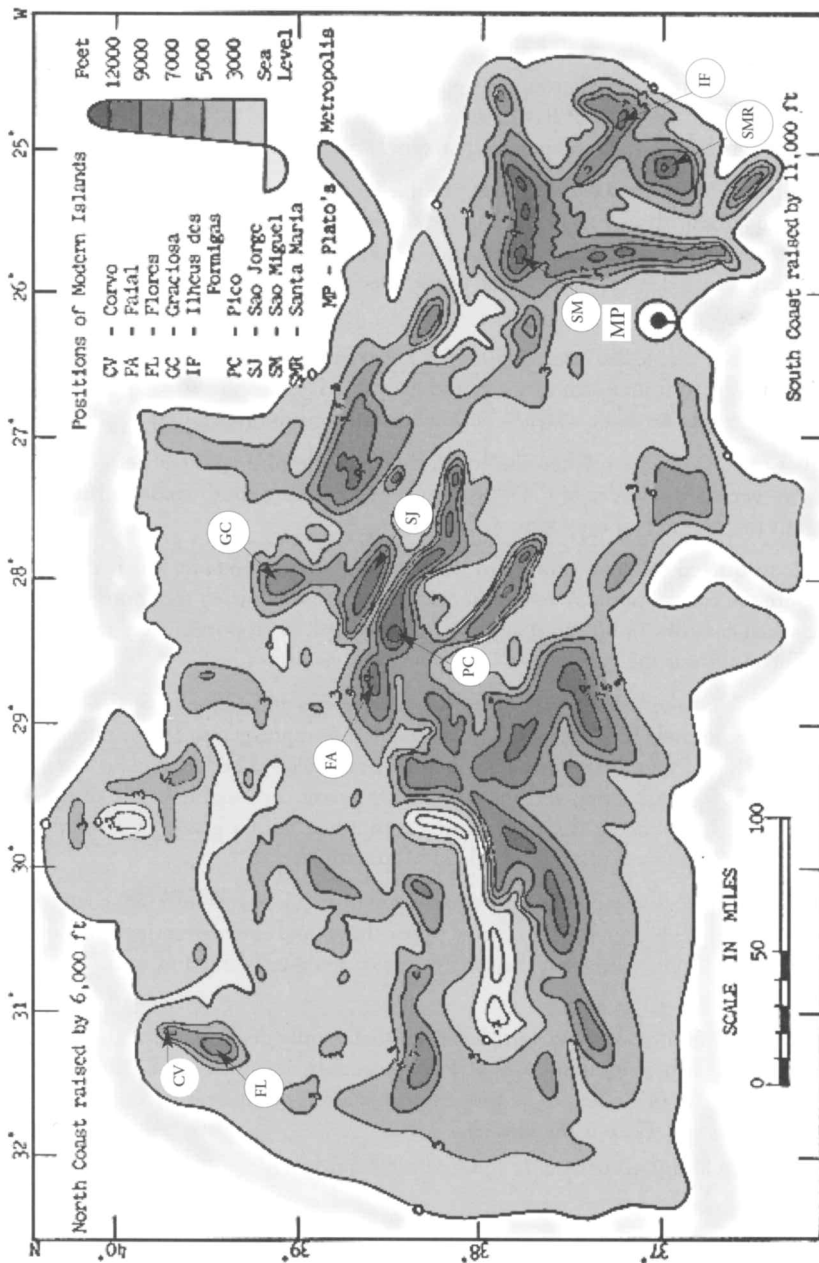 North Coast raised by 6,000 ft
Positions of Modern Islands
CV - Corvo
FA - Faial
FL - Flores
GC - Graciosa
IF - Ilheus des
Formigas
PC - Pico
SJ - Sao Jorge
SM - Sao Miguel
SMR - Santa Maria
MP - Plato's Metropolis
Feet
12000
9000
7000
5000
3000
Sea
Level
N
W
32°
31°
30°
29°
28°
27°
26°
25°
40°
39°
38°
37°
CV
FL
FA
GC
PC
SJ
SM
MP
IF
SMR
SCALE IN MILES
0 50 100
South Coast raised by 11,000 ft